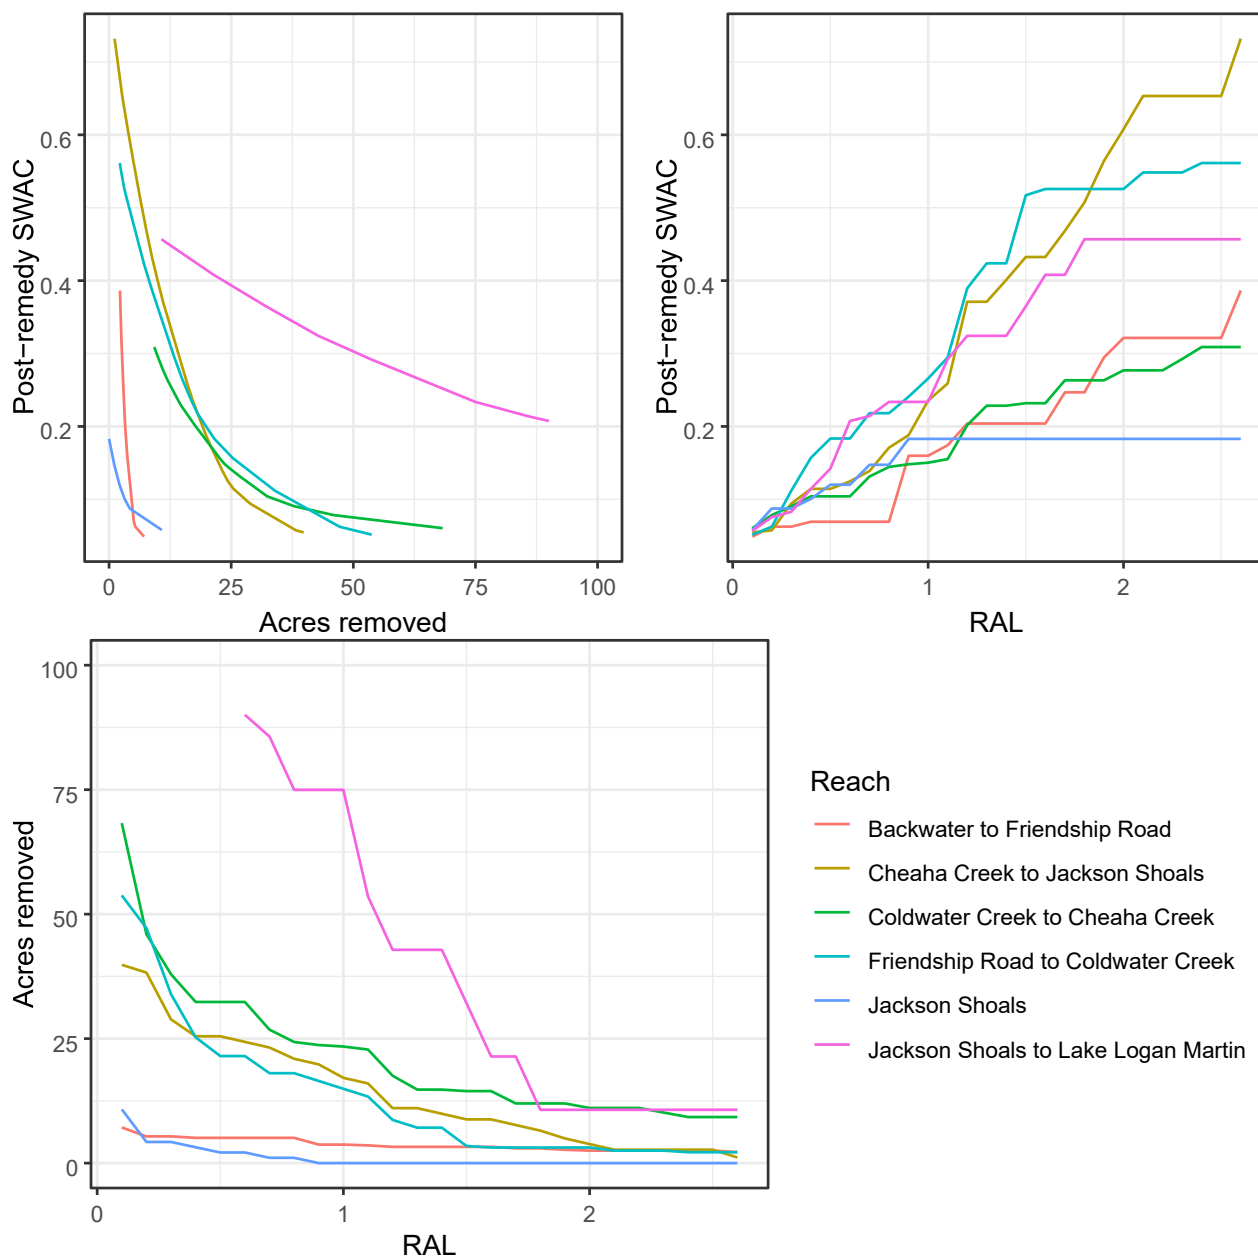 Post−remedy SWAC
0.6
0.4
0.2
0 25 50 75 100
Acres removed
Post−remedy SWAC
0.6
0.4
0.2
0 1 2
RAL
Acres removed
100
75
50
25
0
0 1 2
RAL
Reach
Backwater to Friendship Road
Cheaha Creek to Jackson Shoals
Coldwater Creek to Cheaha Creek
Friendship Road to Coldwater Creek
Jackson Shoals
Jackson Shoals to Lake Logan Martin